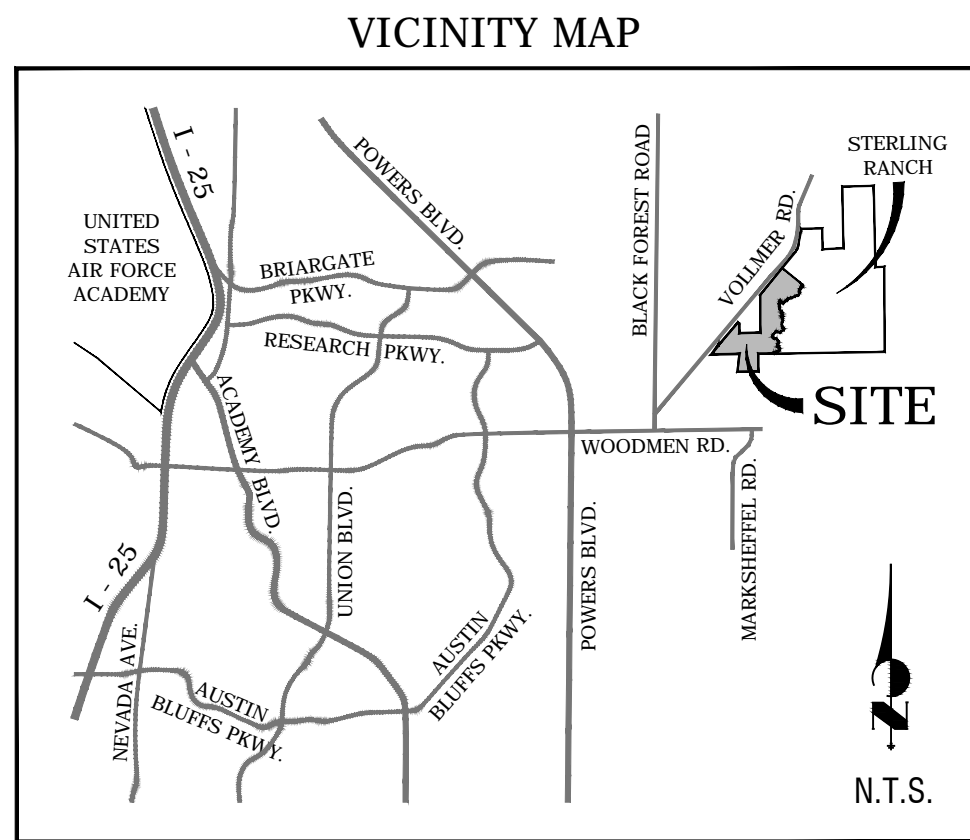 VICINITY MAP
I - 25
POWERS BLVD.
BLACK FOREST ROAD
STERLING
RANCH
VOLLMER RD.
UNITED
STATES
AIR FORCE
ACADEMY
BRIARGATE
PKWY.
RESEARCH PKWY.
ACADEMY BLVD.
SITE
WOODMEN RD.
UNION BLVD.
POWERS BLVD.
MARKSHEFFEL RD.
I - 25
NEVADA AVE.
AUSTIN
BLUFFS PKWY.
AUSTIN
BLUFFS PKWY.
N
N.T.S.